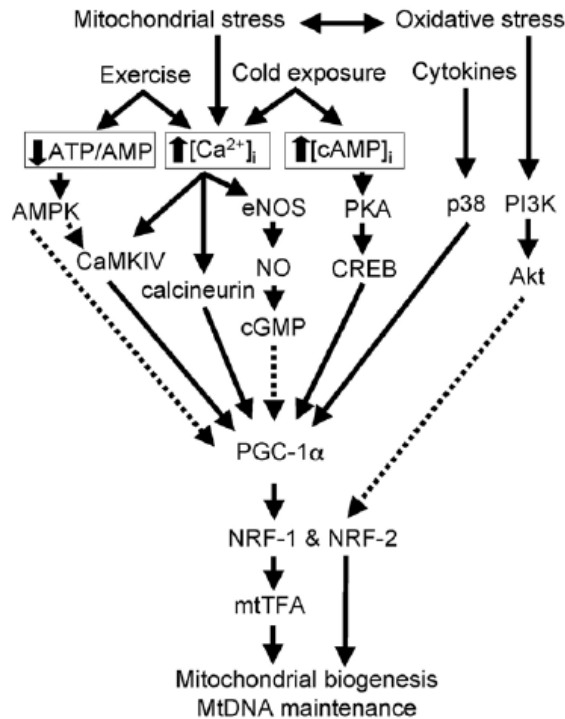 Mitochondrial stress
Oxidative stress
Exercise
Cold exposure
Cytokines
ATP/AMP
[Ca²⁺]ᵢ
[cAMP]ᵢ
AMPK
eNOS
PKA
p38
PI3K
CaMKIV
NO
CREB
Akt
calcineurin
cGMP
PGC-1α
NRF-1 & NRF-2
mtTFA
Mitochondrial biogenesis
MtDNA maintenance